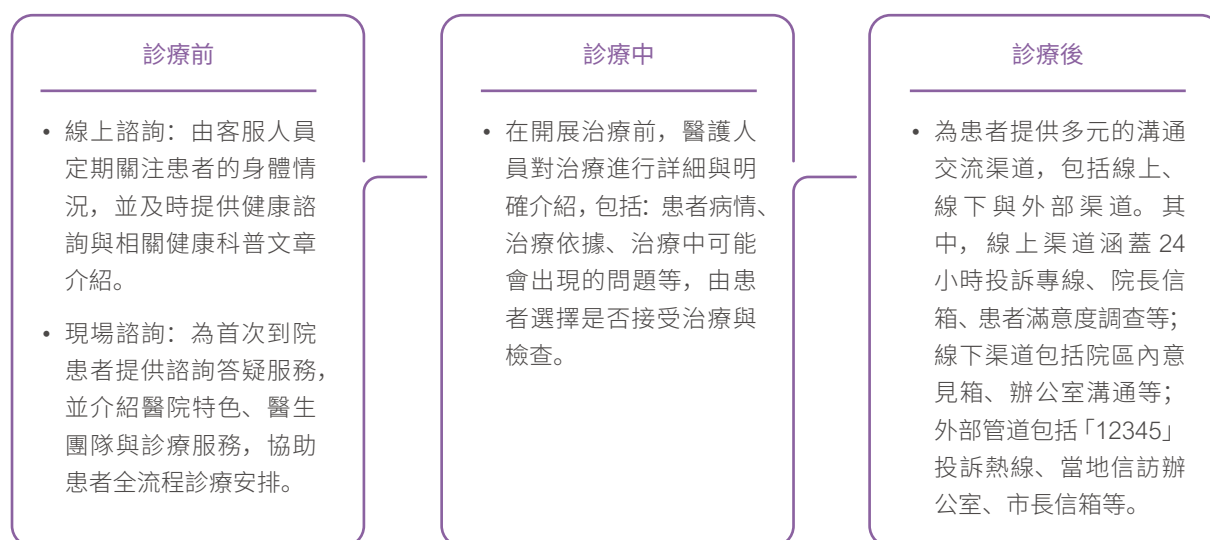 診療前
• 線上諮詢：由客服人員
定期關注患者的身體情
況，並及時提供健康諮
詢與相關健康科普文章
介紹。
• 現場諮詢：為首次到院
患者提供諮詢答疑服務，
並介紹醫院特色、醫生
團隊與診療服務，協助
患者全流程診療安排。
診療中
• 在開展治療前，醫護人
員對治療進行詳細與明
確介紹，包括：患者病情、
治療依據、治療中可能
會出現的問題等，由患
者選擇是否接受治療與
檢查。
診療後
• 為患者提供多元的溝通
交流渠道，包括線上、
線下與外部渠道。其
中，線上渠道涵蓋 24
小時投訴專線、院長信
箱、患者滿意度調查等；
線下渠道包括院區內意
見箱、辦公室溝通等；
外部管道包括「12345」
投訴熱線、當地信訪辦
公室、市長信箱等。